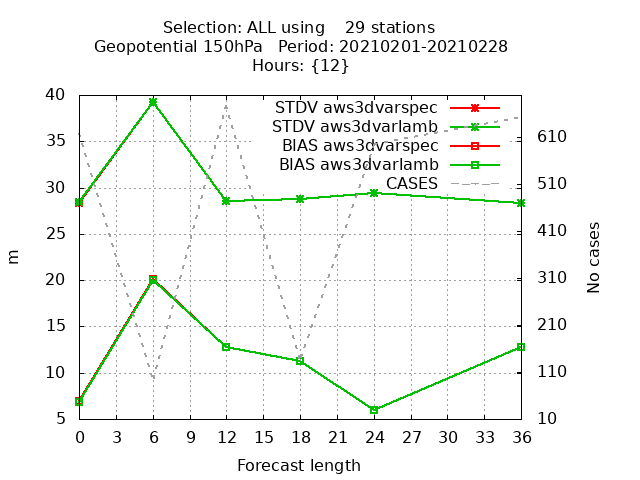 Selection: ALL using    29 stations
Geopotential 150hPa   Period: 20210201-20210228
Hours: {12}
STDV aws3dvarspec
STDV aws3dvarlamb
BIAS aws3dvarspec
BIAS aws3dvarlamb
CASES
40
35
30
25
20
15
10
5
m
610
510
410
310
210
110
10
No cases
0 3 6 9 12 15 18 21 24 27 30 33 36
Forecast length